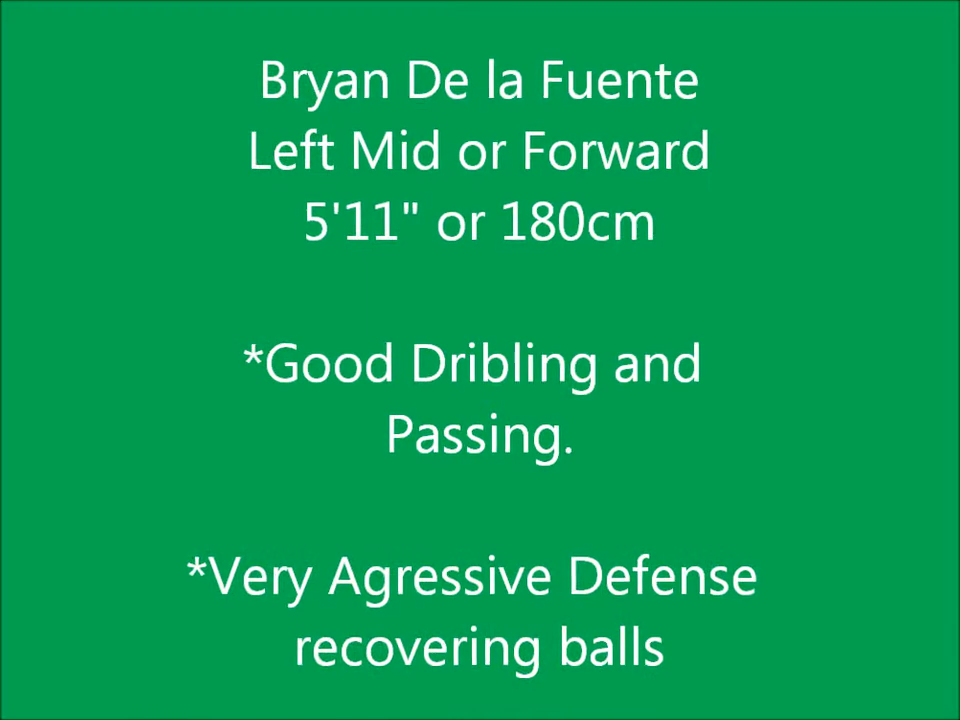 Bryan De la Fuente
Left Mid or Forward
5'11" or 180cm
*Good Dribling and
Passing.
*Very Agressive Defense
recovering balls